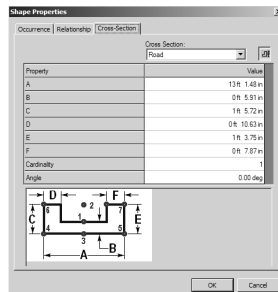 Shape Properties
Occurrence Relationship Cross-Section
Cross Section:
Road
Property Value
A 13 ft 1.48 in
B 0 ft 5.91 in
C 1 ft 5.72 in
D 0 ft 10.63 in
E 1 ft 3.75 in
F 0 ft 7.87 in
Cardinality 1
Angle 0.00 deg
D F
6 2 7
C 1 E
4 5
3 B
A
OK Cancel